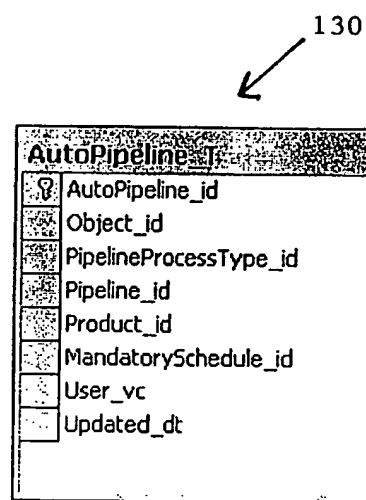 130
AutoPipeline_T
AutoPipeline_id
Object_id
PipelineProcessType_id
Pipeline_id
Product_id
MandatorySchedule_id
User_vc
Updated_dt